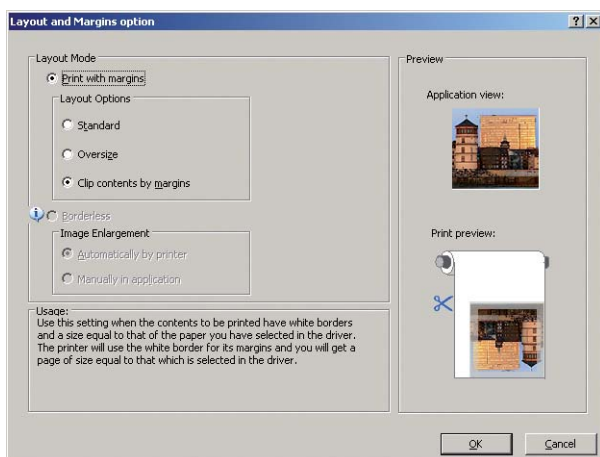 Layout and Margins option
Layout Mode
Print with margins
Layout Options
Standard
Oversize
Clip contents by margins
Borderless
Image Enlargement
Automatically by printer
Manually in application
Usage:
Use this setting when the contents to be printed have white borders
and a size equal to that of the paper you have selected in the driver.
The printer will use the white border for its margins and you will get a
page of size equal to that which is selected in the driver.
Preview
Application view:
Print preview:
OK
Cancel